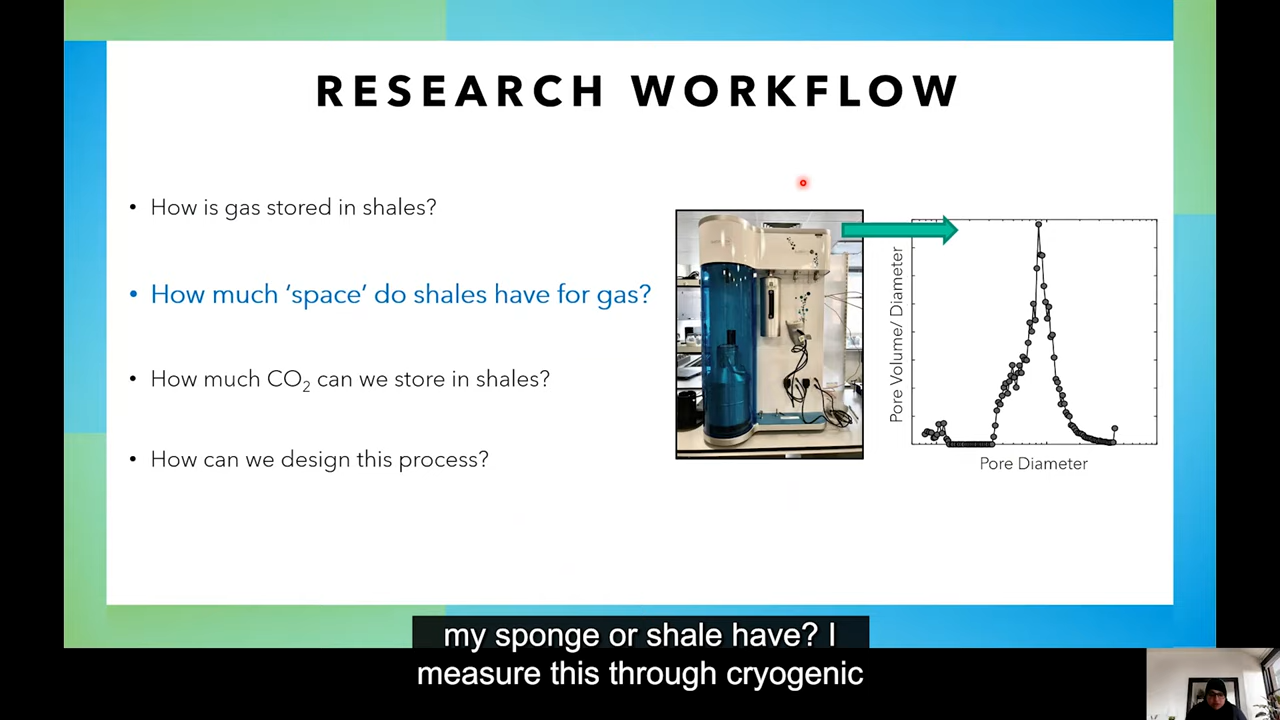 RESEARCH WORKFLOW
• How is gas stored in shales?
• How much ‘space’ do shales have for gas?
• How much CO₂ can we store in shales?
• How can we design this process?
Pore Volume/ Diameter
Pore Diameter
my sponge or shale have? I
measure this through cryogenic